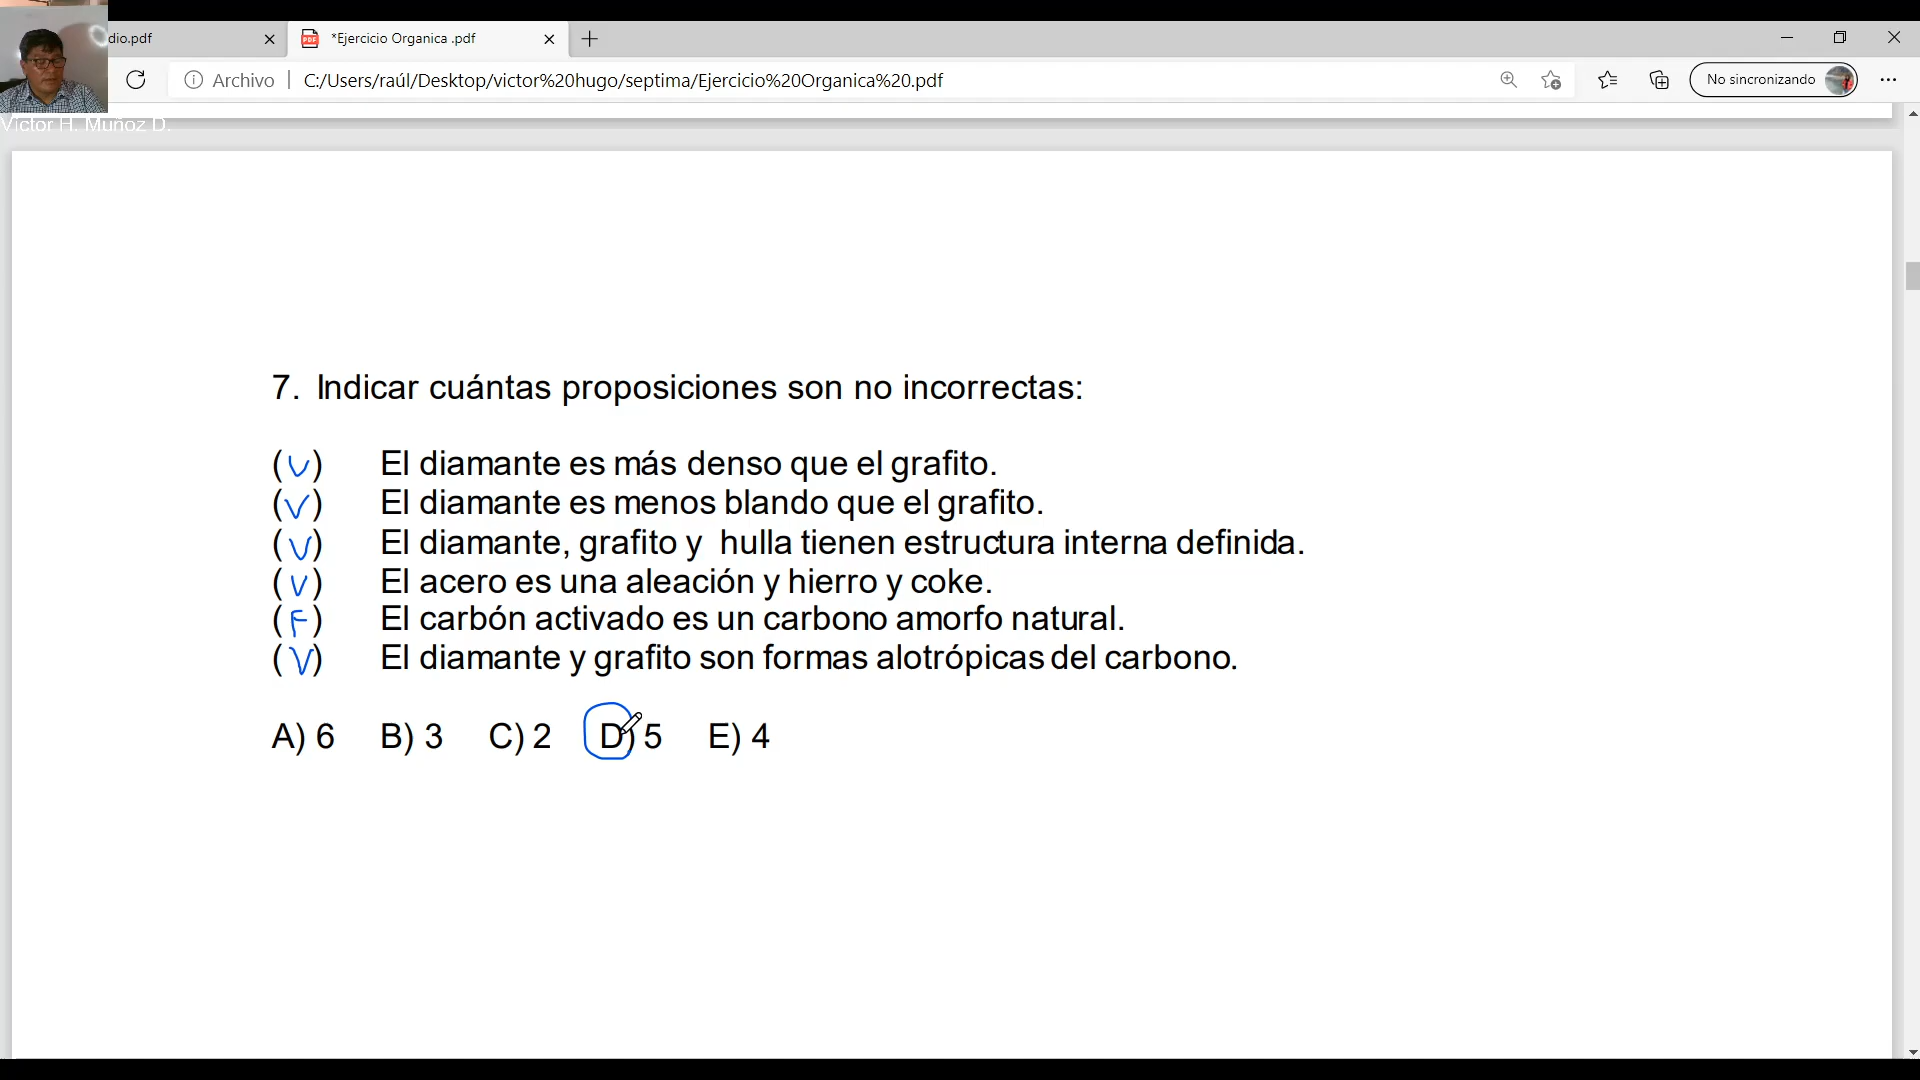 dio.pdf
*Ejercicio Organica .pdf
Archivo
C:/Users/raúl/Desktop/victor%20hugo/septima/Ejercicio%20Organica%20.pdf
No sincronizando
Víctor H. Muñoz D.
7. Indicar cuántas proposiciones son no incorrectas:
(V) El diamante es más denso que el grafito.
(V) El diamante es menos blando que el grafito.
(V) El diamante, grafito y hulla tienen estructura interna definida.
(V) El acero es una aleación y hierro y coke.
(F) El carbón activado es un carbono amorfo natural.
(V) El diamante y grafito son formas alotrópicas del carbono.
A) 6 B) 3 C) 2 D) 5 E) 4